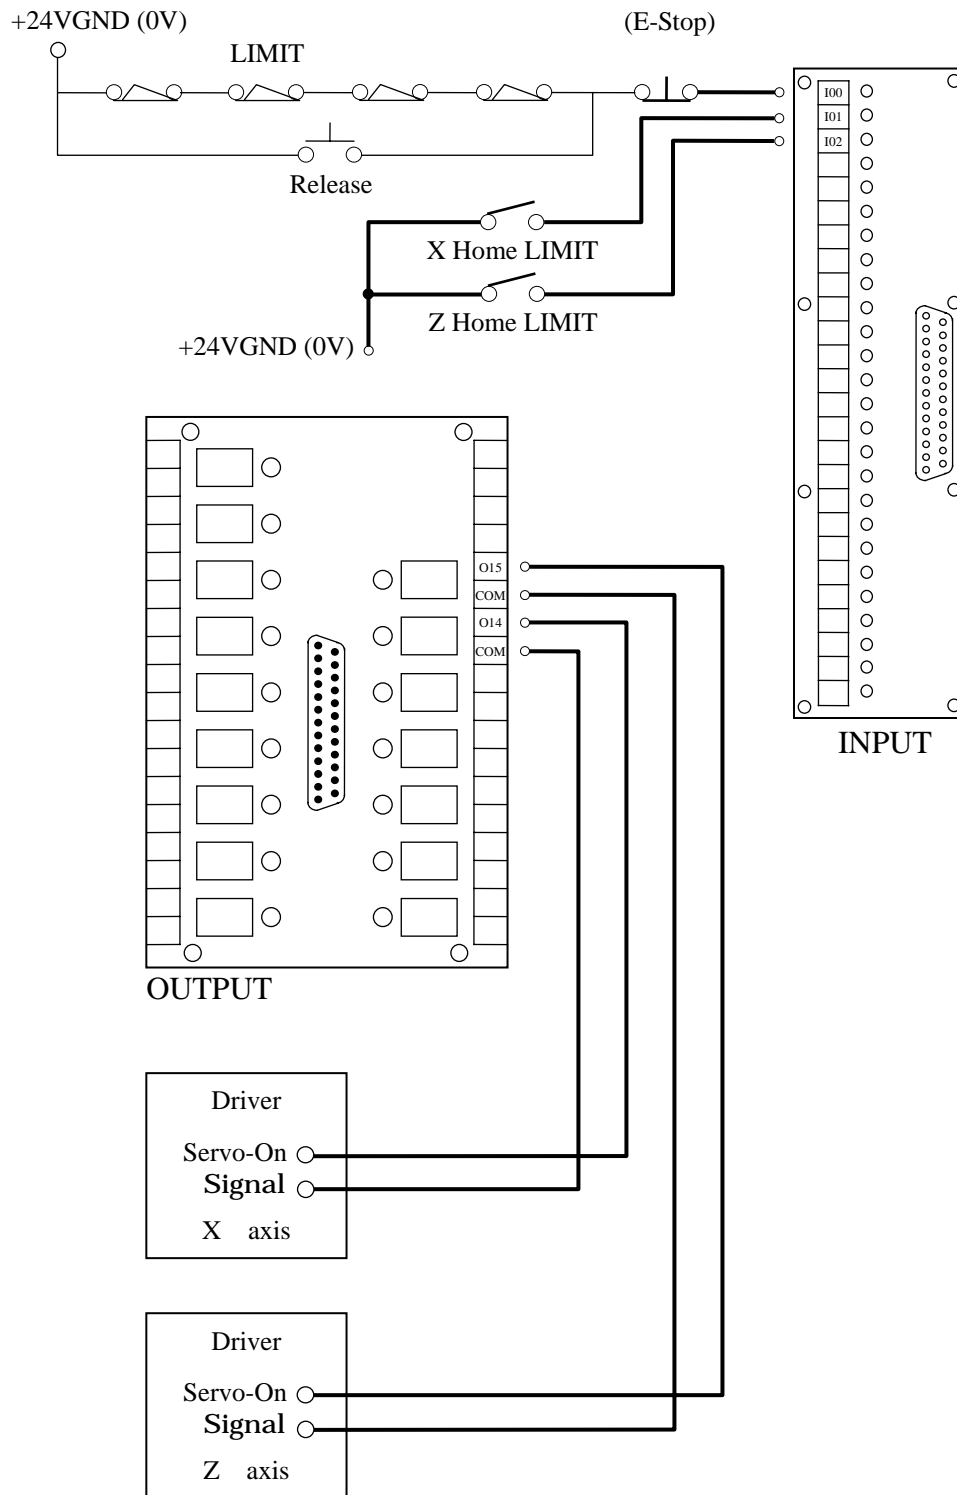 +24VGND (0V)
(E-Stop)
LIMIT
I00
I01
I02
Release
X Home LIMIT
Z Home LIMIT
+24VGND (0V)
O15
COM
O14
COM
INPUT
OUTPUT
Driver
Servo-On
Signal
X axis
Driver
Servo-On
Signal
Z axis